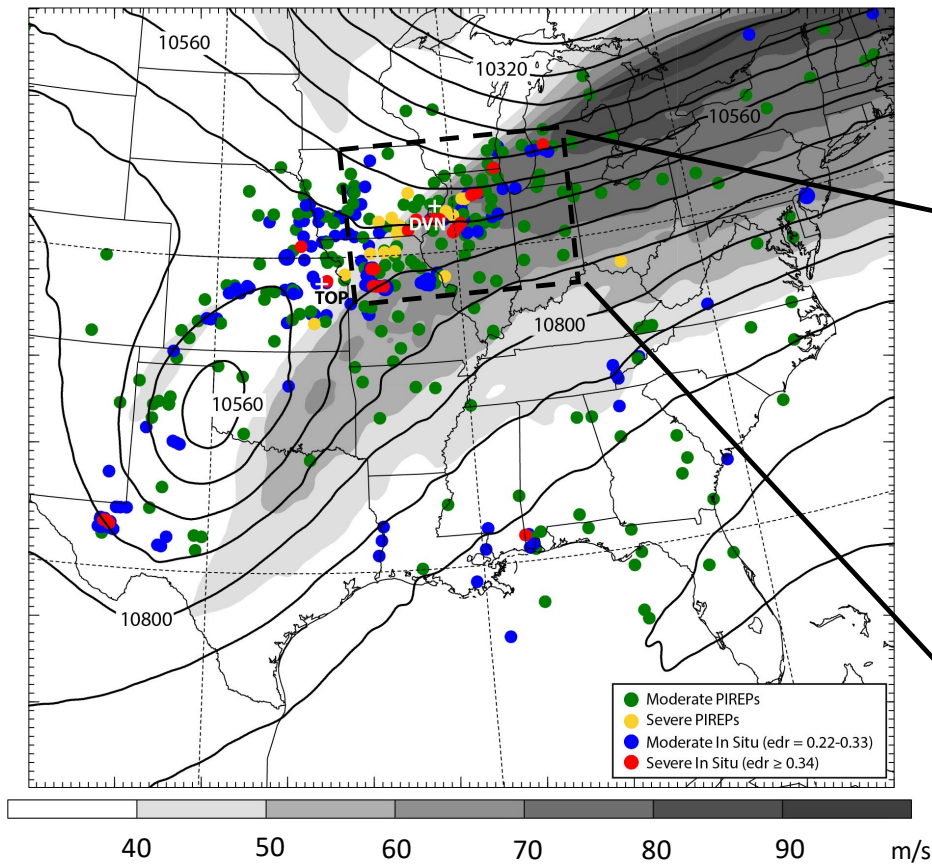 10560
10320
10560
DVN
TOP
10800
10560
10800
Moderate PIREPs
Severe PIREPs
Moderate In Situ (edr = 0.22-0.33)
Severe In Situ (edr ≥ 0.34)
40 50 60 70 80 90 m/s